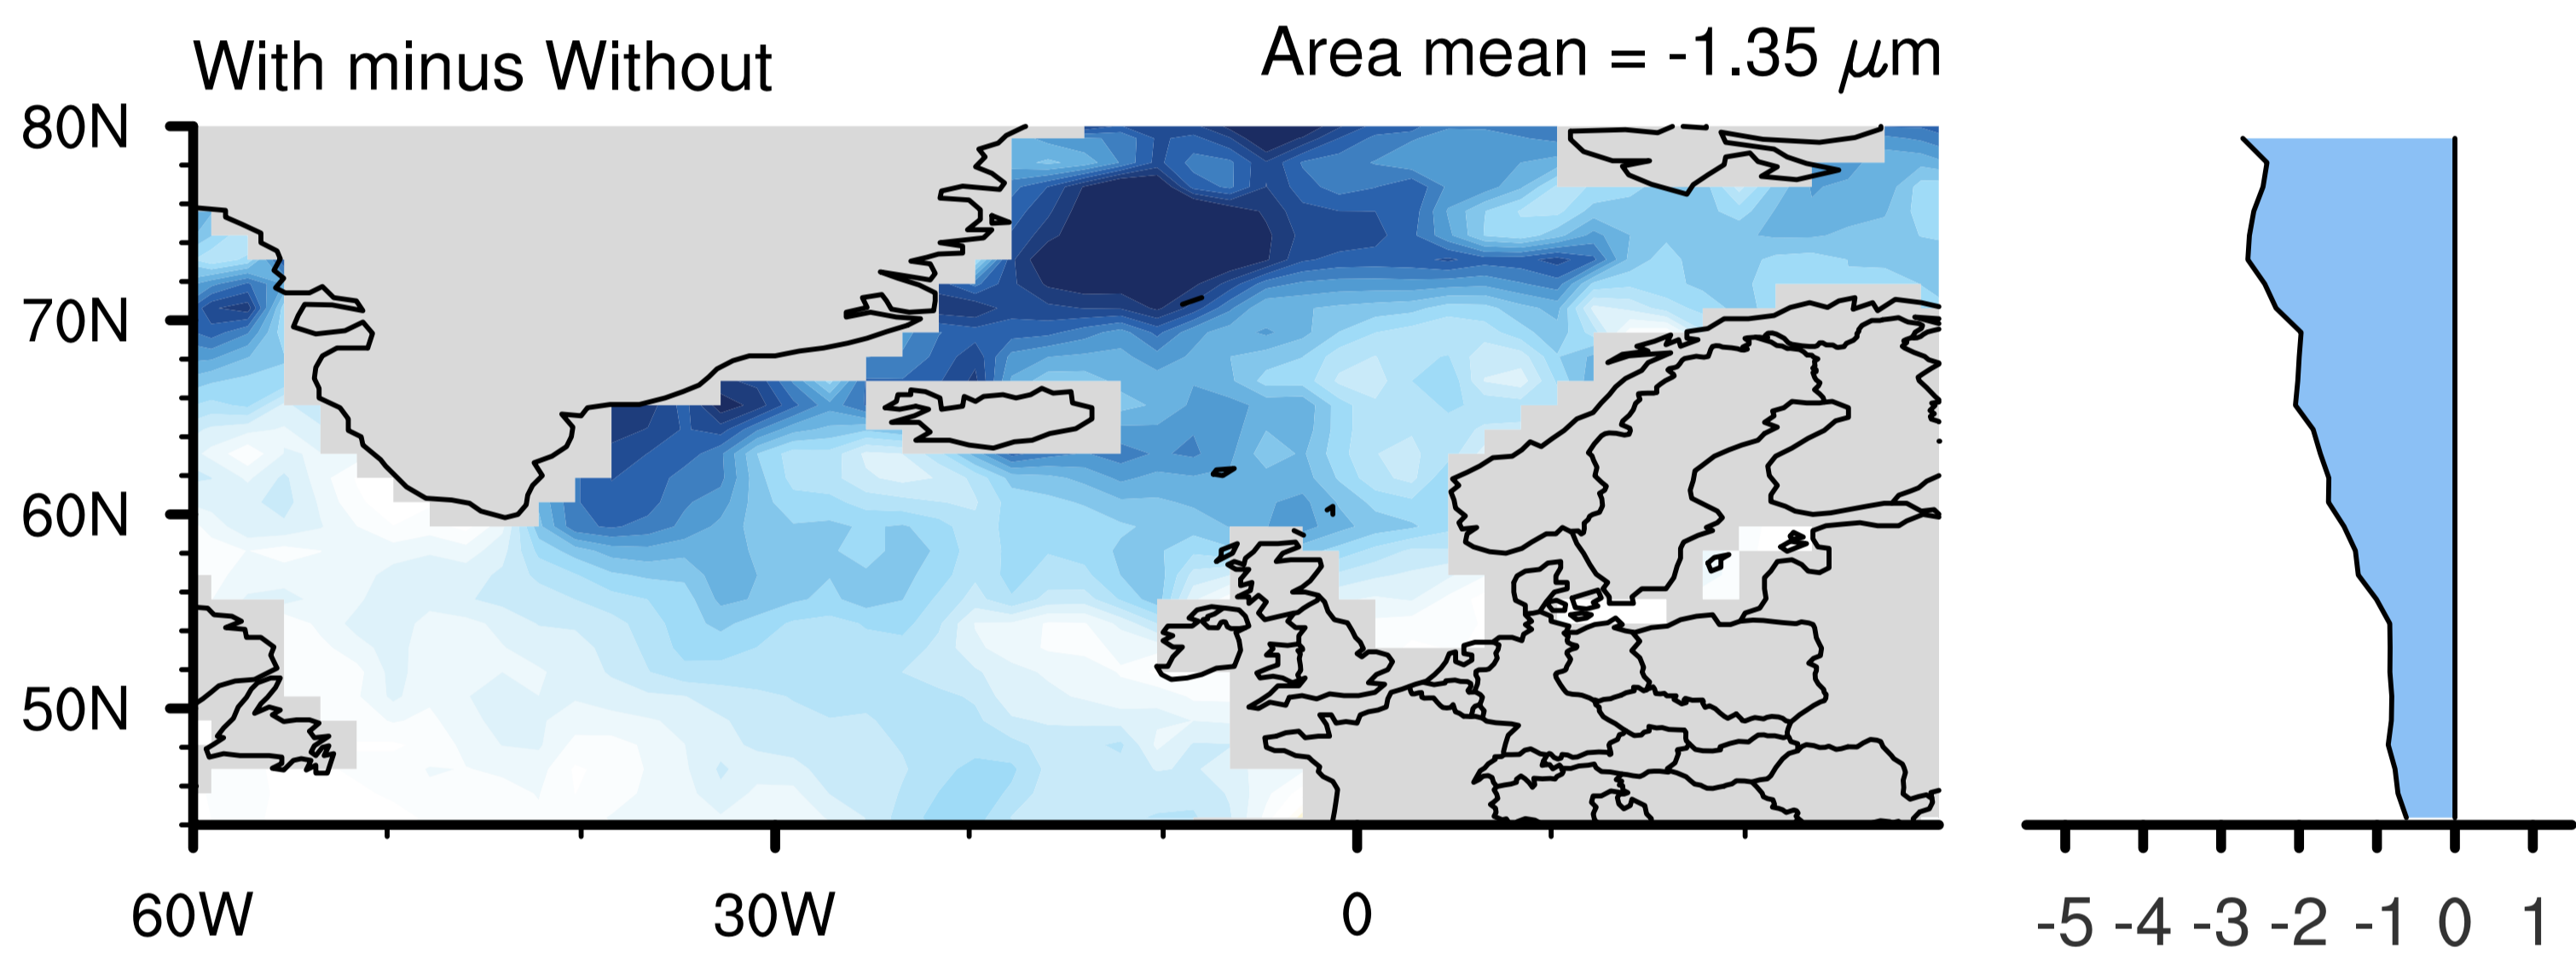 With minus Without
Area mean = -1.35 μm
80N
70N
60N
50N
60W 30W 0
-5 -4 -3 -2 -1 0 1